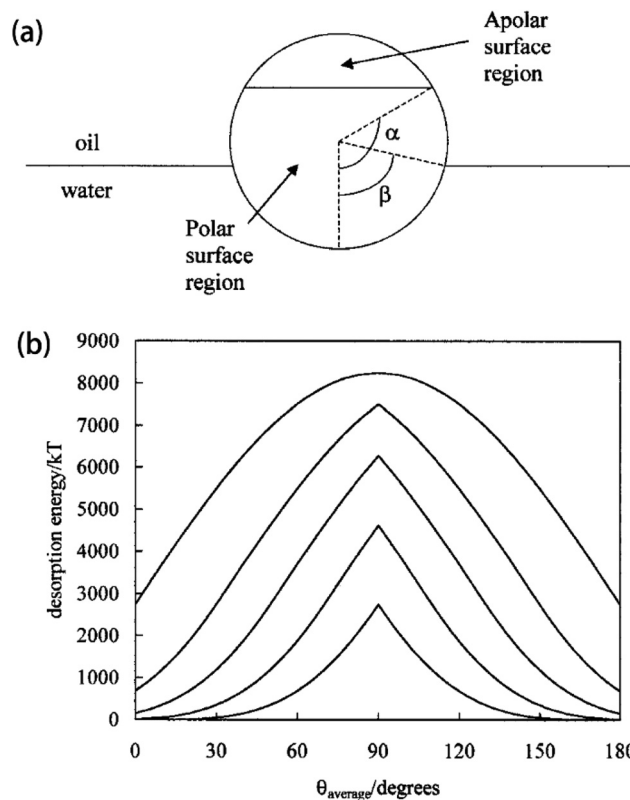 (a)
Apolar
surface
region
oil
water
α
β
Polar
surface
region
(b)
9000
8000
7000
6000
5000
4000
3000
2000
1000
0
desorption energy/kT
0 30 60 90 120 150 180
θaverage/degrees